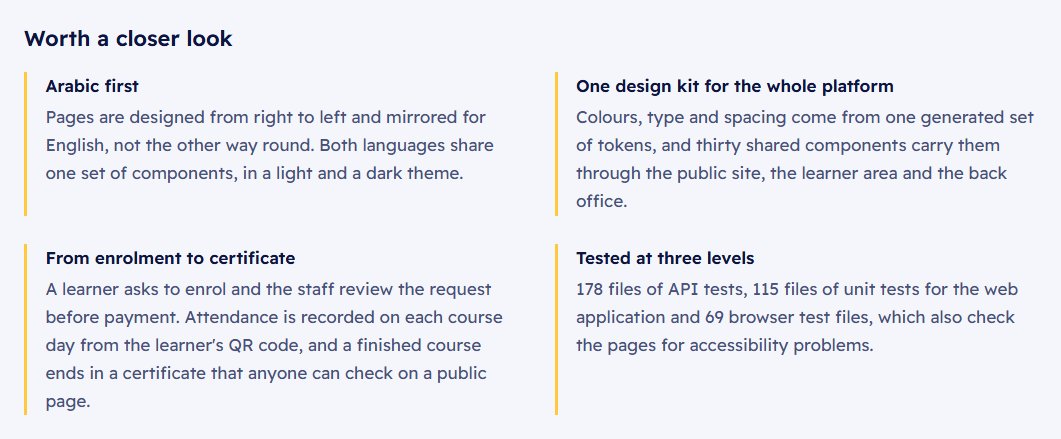 Worth a closer look
Arabic first
Pages are designed from right to left and mirrored for
English, not the other way round. Both languages share
one set of components, in a light and a dark theme.
One design kit for the whole platform
Colours, type and spacing come from one generated set
of tokens, and thirty shared components carry them
through the public site, the learner area and the back
office.
From enrolment to certificate
A learner asks to enrol and the staff review the request
before payment. Attendance is recorded on each course
day from the learner's QR code, and a finished course
ends in a certificate that anyone can check on a public
page.
Tested at three levels
178 files of API tests, 115 files of unit tests for the web
application and 69 browser test files, which also check
the pages for accessibility problems.